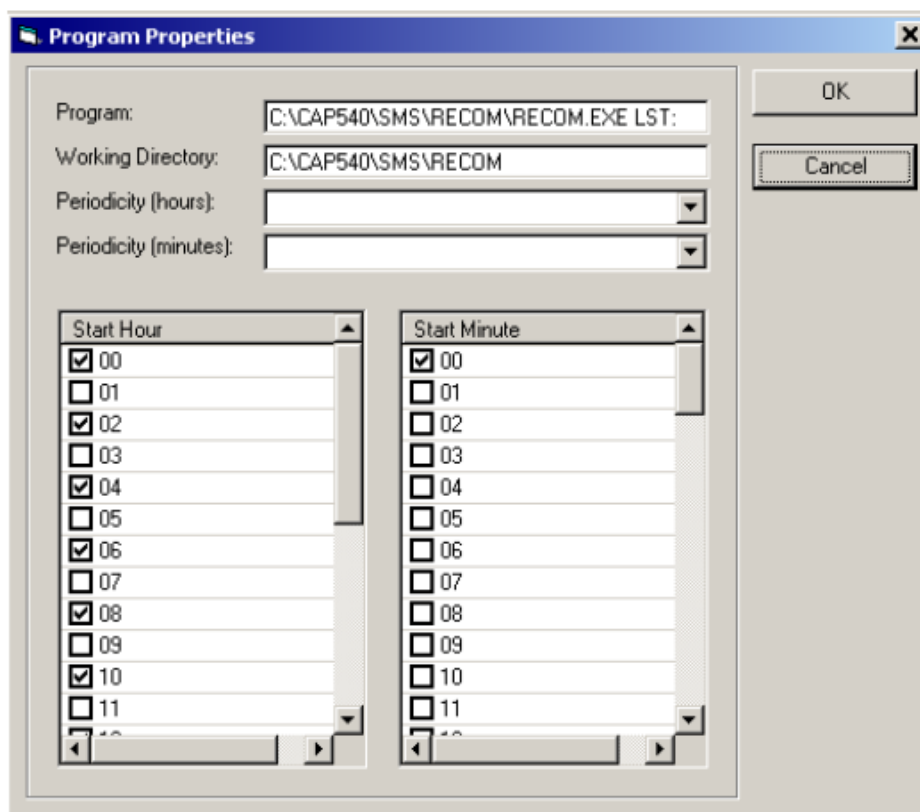 Program Properties
OK
Cancel
Program: C:\CAP540\SMS\RECOM\RECOM.EXE LST:
Working Directory: C:\CAP540\SMS\RECOM
Periodicity (hours):
Periodicity (minutes):
Start Hour
00
01
02
03
04
05
06
07
08
09
10
11
Start Minute
00
01
02
03
04
05
06
07
08
09
10
11